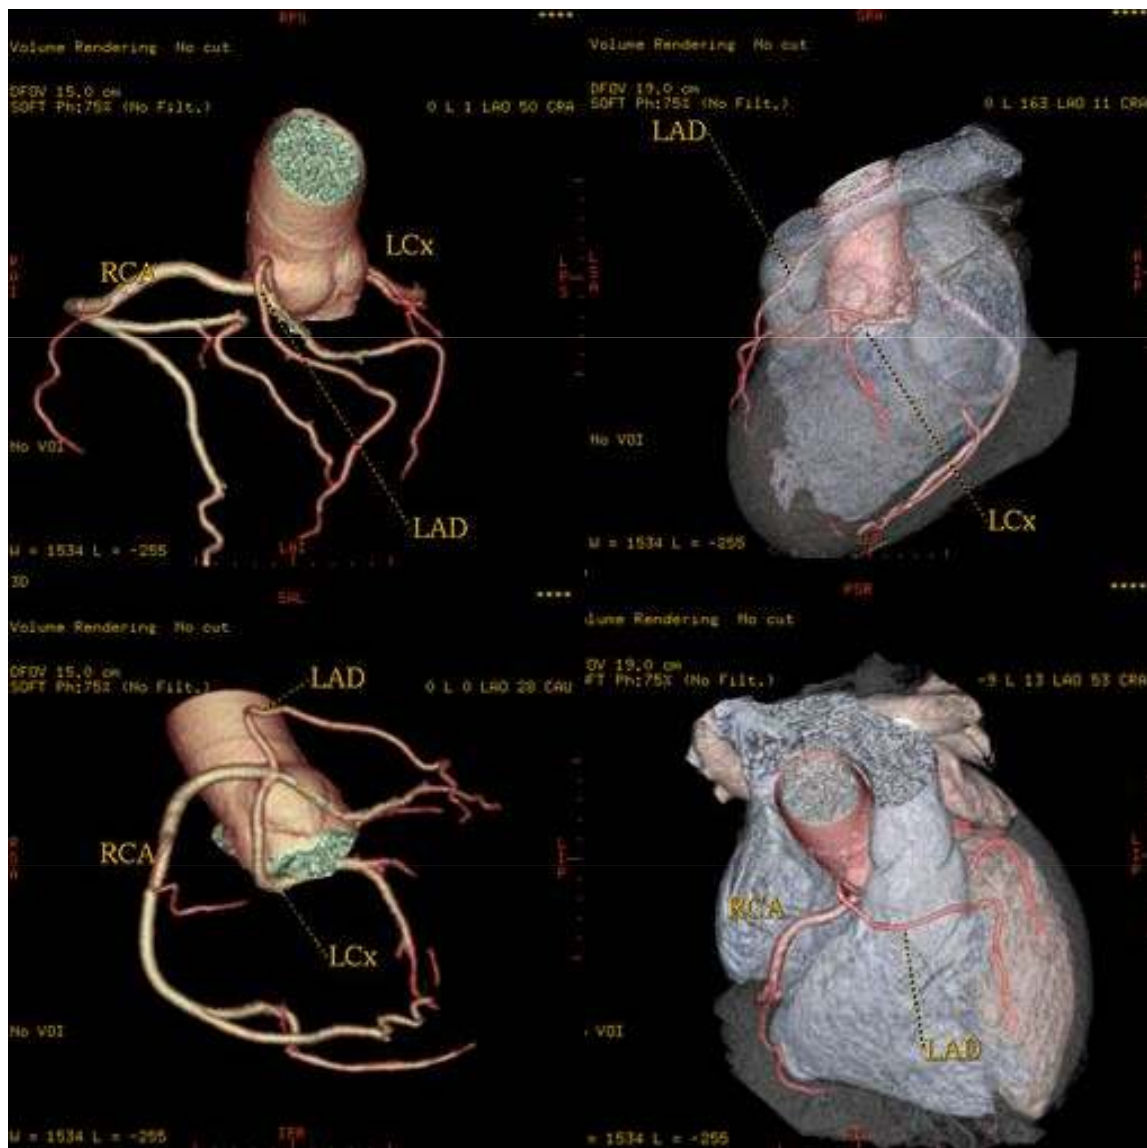 ****
Volume Rendering No cut
DFOV 15.0 cm
SOFT Ph:75% (No Filt.)
0 L 1 LAO 50 CRA
LCx
RCA
No VOI
LAD
W = 1534 L = -255
****
Volume Rendering No cut
DFOV 19.0 cm
SOFT Ph:75% (No Filt.)
0 L 163 LAO 11 CRA
LAD
No VOI
LCx
W = 1534 L = -255
3D
****
Volume Rendering No cut
DFOV 15.0 cm
SOFT Ph:75% (No Filt.)
0 L 0 LAO 28 CAU
LAD
RCA
LCx
No VOI
W = 1534 L = -255
****
lume Rendering No cut
OV 19.0 cm
FT Ph:75% (No Filt.)
-9 L 13 LAO 53 CRA
RCA
VOI
LAD
= 1534 L = -255